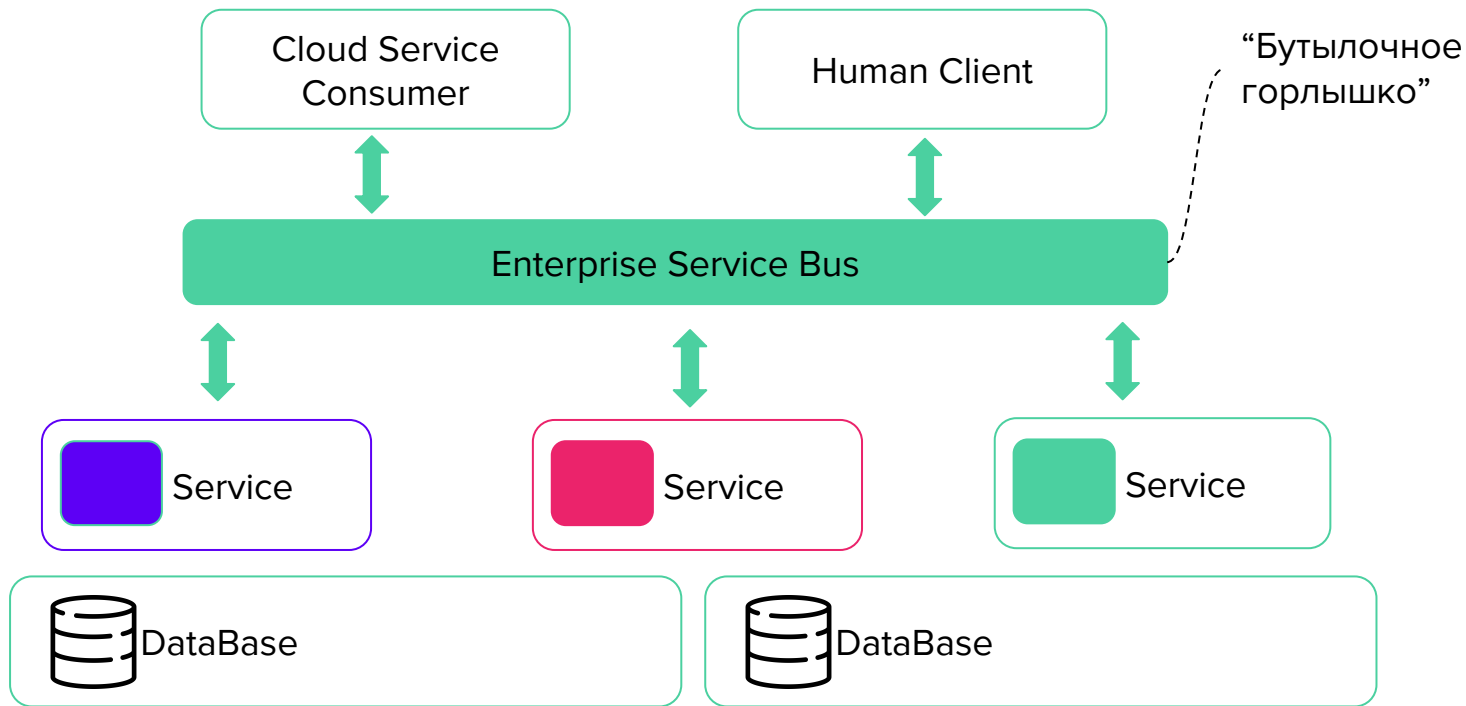 Cloud Service
Consumer
Human Client
“Бутылочное
горлышко”
Enterprise Service Bus
Service
Service
Service
DataBase
DataBase